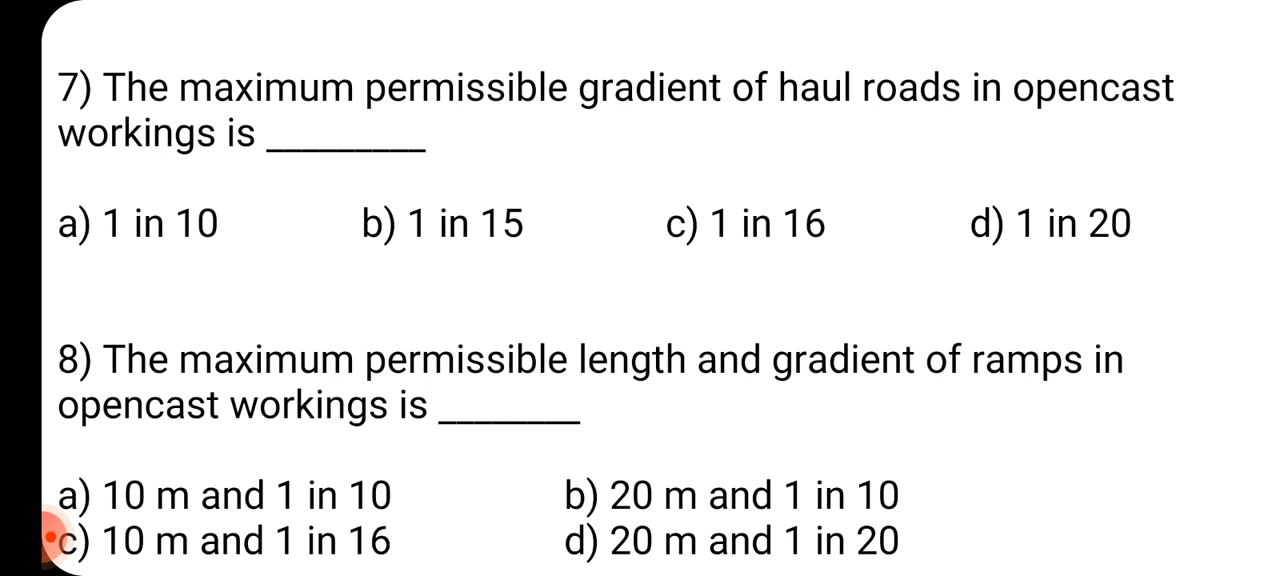 7) The maximum permissible gradient of haul roads in opencast
workings is _________
a) 1 in 10 b) 1 in 15 c) 1 in 16 d) 1 in 20
8) The maximum permissible length and gradient of ramps in
opencast workings is ________
a) 10 m and 1 in 10 b) 20 m and 1 in 10
c) 10 m and 1 in 16 d) 20 m and 1 in 20